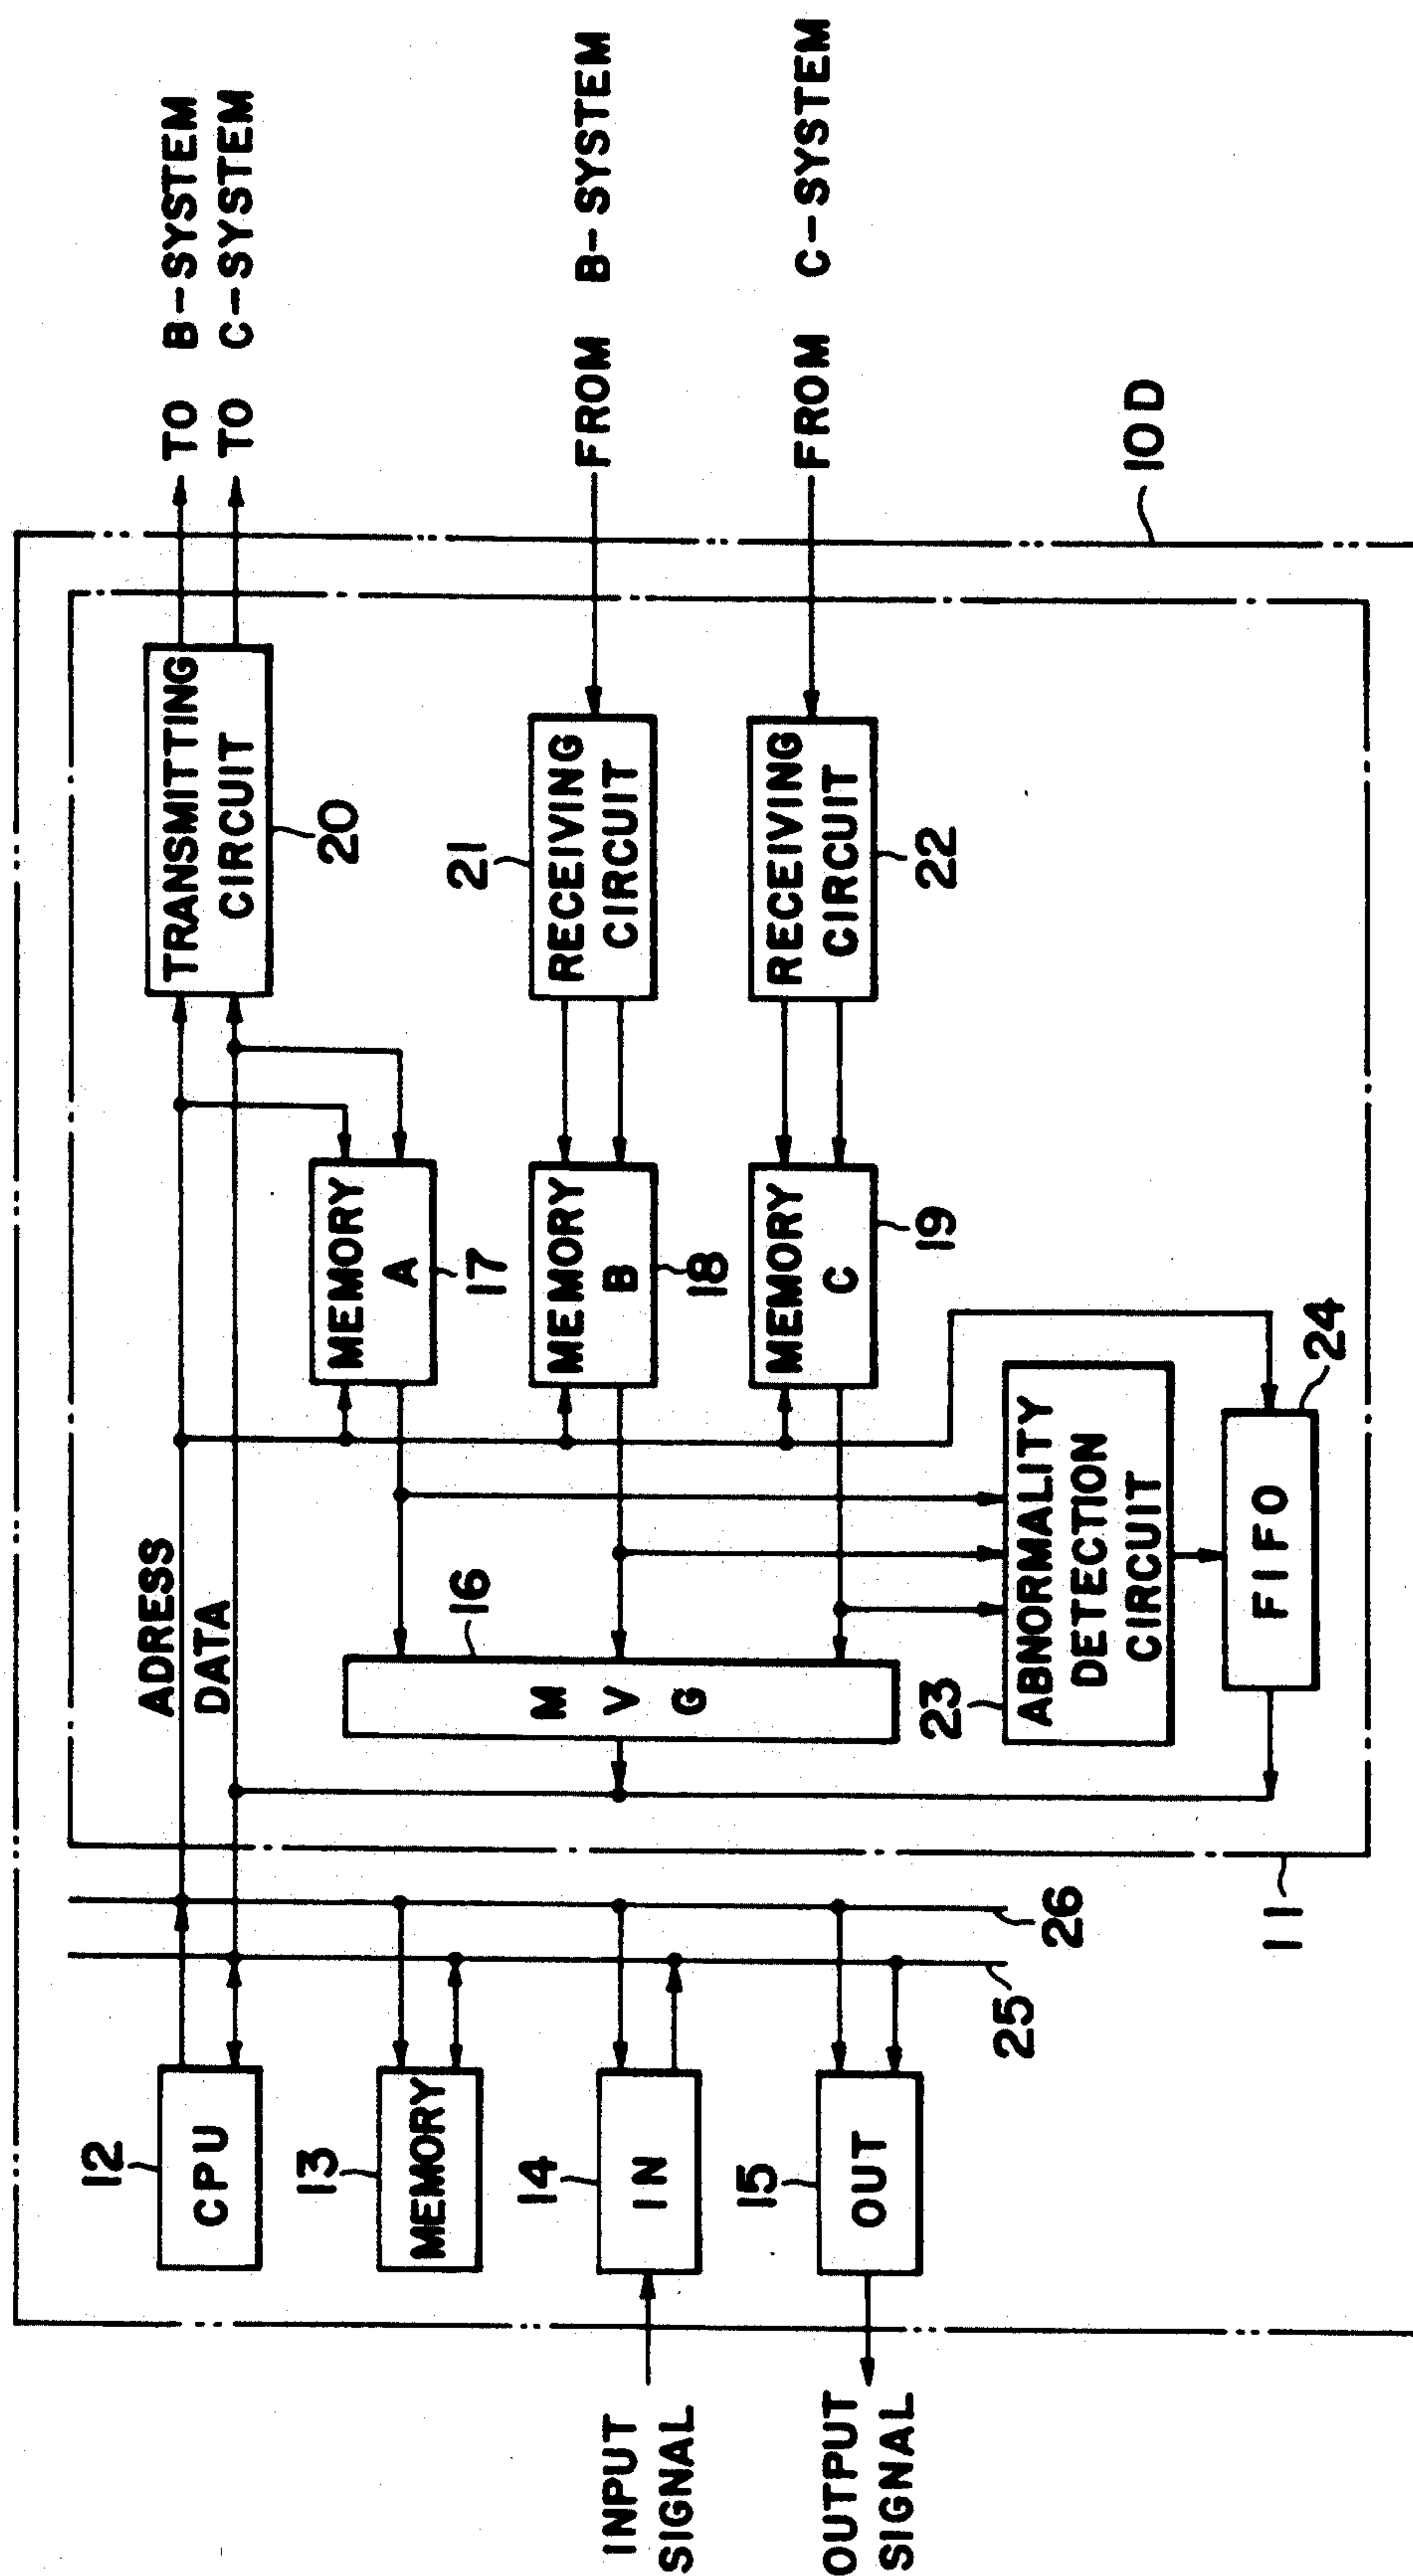 TO B-SYSTEM
TO C-SYSTEM
FROM B-SYSTEM
FROM C-SYSTEM
10D
TRANSMITTING
CIRCUIT
20
21
RECEIVING
CIRCUIT
RECEIVING
CIRCUIT
22
MEMORY
A
17
MEMORY
B
18
MEMORY
C
19
ADRESS
DATA
16
M V G
23
ABNORMALITY
DETECTION
CIRCUIT
24
FIFO
11
26
25
12
CPU
13
MEMORY
14
IN
15
OUT
INPUT
SIGNAL
OUTPUT
SIGNAL